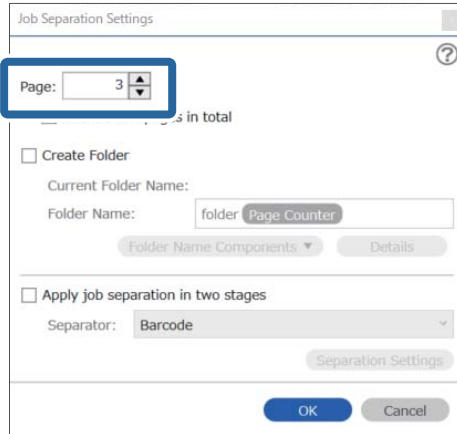 Job Separation Settings
Page: 3
in total
Create Folder
Current Folder Name:
Folder Name: folder Page Counter
Folder Name Components ▼ Details
Apply job separation in two stages
Separator: Barcode
Separation Settings
OK Cancel